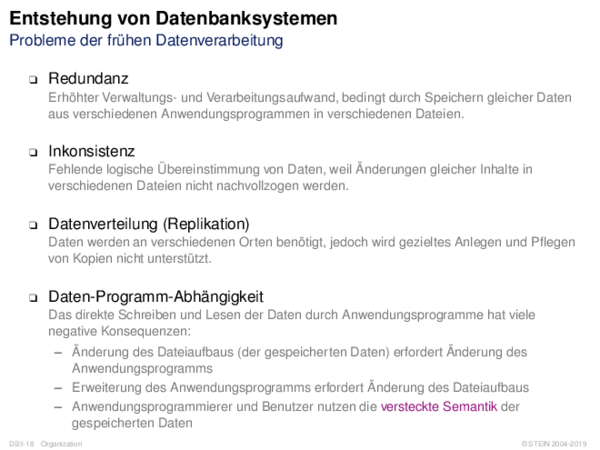 Entstehung von Datenbanksystemen
Probleme der frühen Datenverarbeitung
❑ Redundanz
Erhöhter Verwaltungs- und Verarbeitungsaufwand, bedingt durch Speichern gleicher Daten
aus verschiedenen Anwendungsprogrammen in verschiedenen Dateien.
❑ Inkonsistenz
Fehlende logische Übereinstimmung von Daten, weil Änderungen gleicher Inhalte in
verschiedenen Dateien nicht nachvollzogen werden.
❑ Datenverteilung (Replikation)
Daten werden an verschiedenen Orten benötigt, jedoch wird gezieltes Anlegen und Pflegen
von Kopien nicht unterstützt.
❑ Daten-Programm-Abhängigkeit
Das direkte Schreiben und Lesen der Daten durch Anwendungsprogramme hat viele
negative Konsequenzen:
– Änderung des Dateiaufbaus (der gespeicherten Daten) erfordert Änderung des
Anwendungsprogramms
– Erweiterung des Anwendungsprogramms erfordert Änderung des Dateiaufbaus
– Anwendungsprogrammierer und Benutzer nutzen die versteckte Semantik der
gespeicherten Daten
DB:I-18 Organization © STEIN 2004-2019